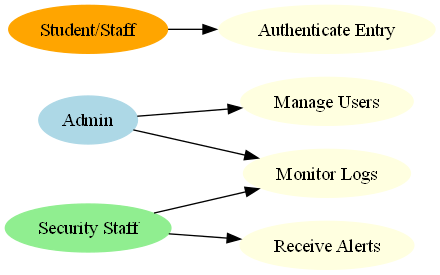 Student/Staff
Authenticate Entry
Manage Users
Admin
Monitor Logs
Security Staff
Receive Alerts